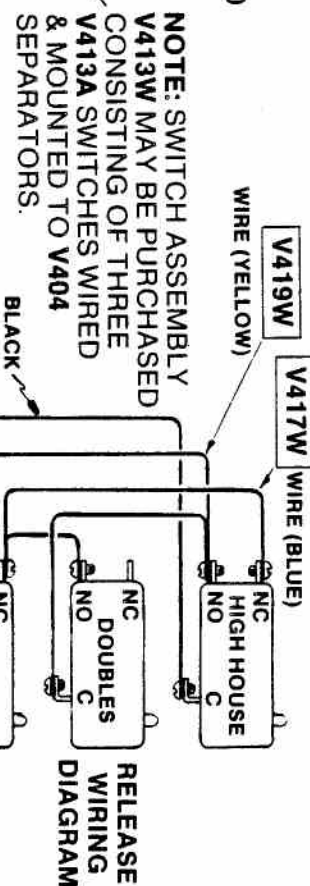 NOTE: SWITCH ASSEMBLY
V413W MAY BE PURCHASED
CONSISTING OF THREE
V413A SWITCHES WIRED
& MOUNTED TO V404
SEPARATORS.
V419W
WIRE (YELLOW)
V417W WIRE (BLUE)
BLACK
NC
HIGH HOUSE
NO C
NC
DOUBLES
NO C
NC
RELEASE
WIRING
DIAGRAM